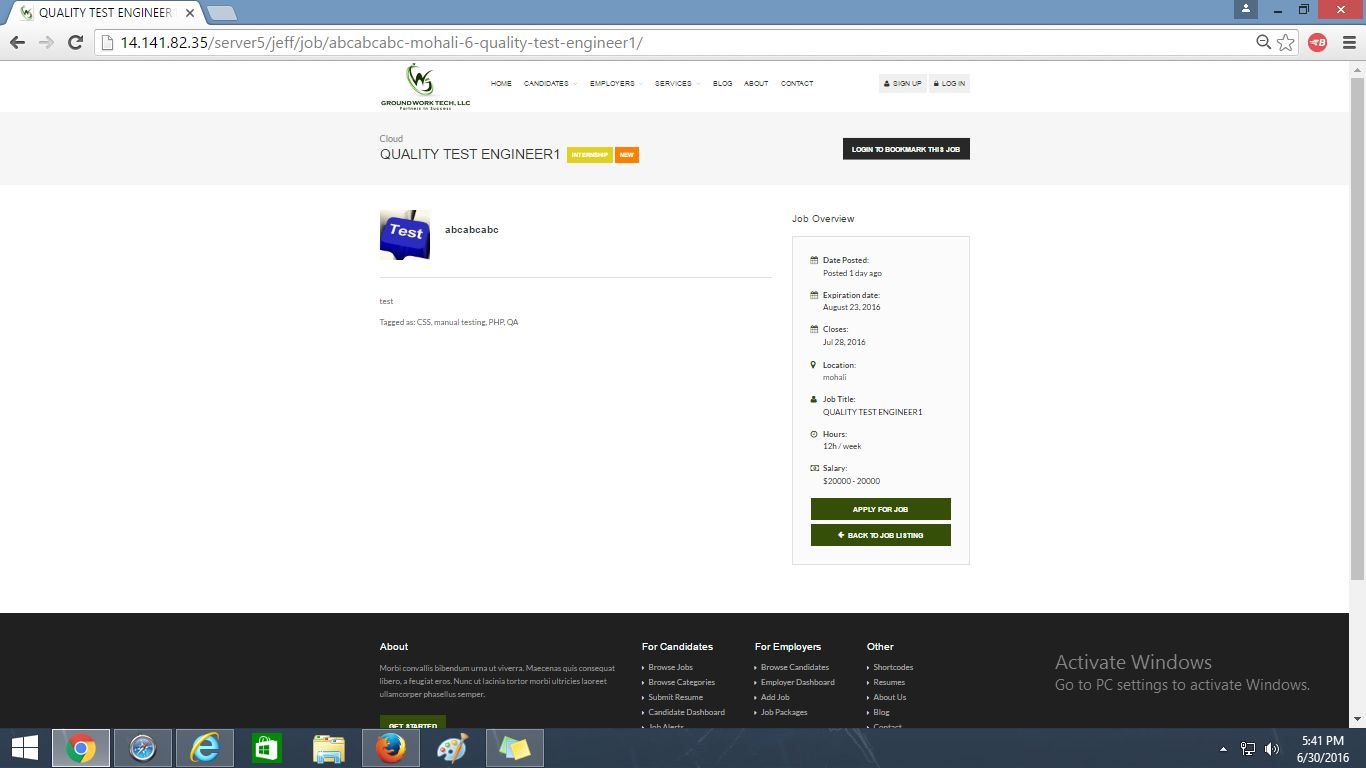 QUALITY TEST ENGINEER1
14.141.82.35/server5/jeff/job/abcabcabc-mohali-6-quality-test-engineer1/
GROUNDWORK TECH, LLC
Partners in Success
HOME CANDIDATES EMPLOYERS SERVICES BLOG ABOUT CONTACT SIGN UP LOG IN
Cloud
QUALITY TEST ENGINEER1 INTERNSHIP NEW
LOGIN TO BOOKMARK THIS JOB
Test
abcabcabc
test
Tagged as: CSS, manual testing, PHP, QA
Job Overview
Date Posted:
Posted 1 day ago
Expiration date:
August 23, 2016
Closes:
Jul 28, 2016
Location:
mohali
Job Title:
QUALITY TEST ENGINEER1
Hours:
12h / week
Salary:
$20000 - 20000
APPLY FOR JOB
BACK TO JOB LISTING
About
Morbi convallis bibendum urna ut viverra. Maecenas quis consequat
libero, a feugiat eros. Nunc ut lacinia tortor morbi ultricies laoreet
ullamcorper phasellus semper.
GET STARTED
For Candidates
Browse Jobs
Browse Categories
Submit Resume
Candidate Dashboard
Job Alerts
For Employers
Browse Candidates
Employer Dashboard
Add Job
Job Packages
Other
Shortcodes
Resumes
About Us
Blog
Contact
Activate Windows
Go to PC settings to activate Windows.
5:41 PM
6/30/2016